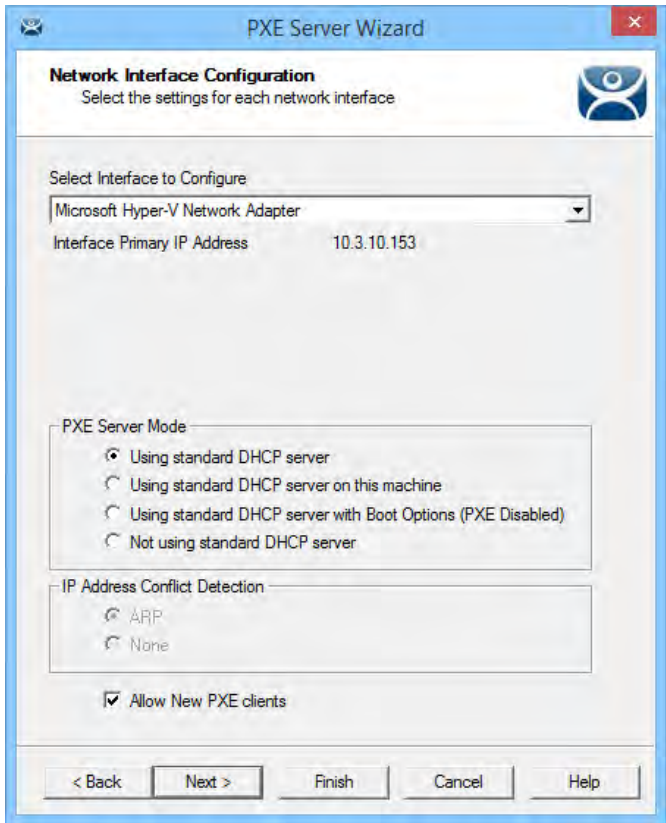 PXE Server Wizard
Network Interface Configuration
Select the settings for each network interface
Select Interface to Configure
Microsoft Hyper-V Network Adapter
Interface Primary IP Address 10.3.10.153
PXE Server Mode
Using standard DHCP server
Using standard DHCP server on this machine
Using standard DHCP server with Boot Options (PXE Disabled)
Not using standard DHCP server
IP Address Conflict Detection
ARP
None
Allow New PXE clients
< Back Next > Finish Cancel Help